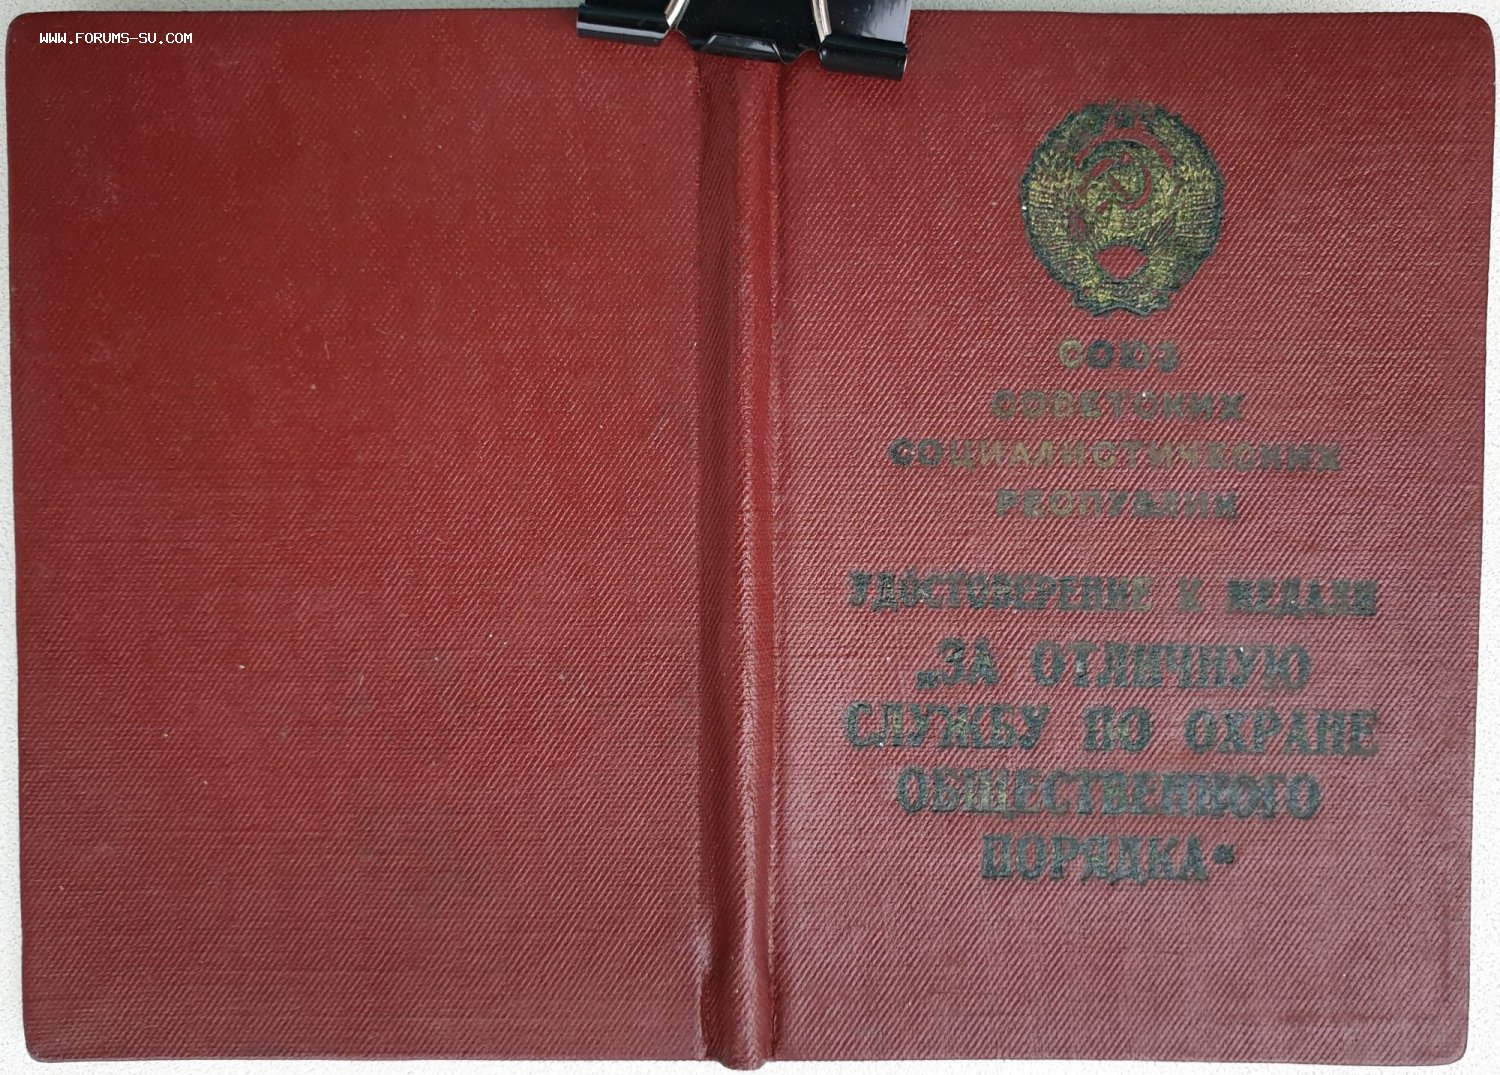 WWW.FORUMS-SU.COM
СОЮЗ
СОВЕТСКИХ
СОЦИАЛИСТИЧЕСКИХ
РЕСПУБЛИК
УДОСТОВЕРЕНИЕ К МЕДАЛИ
„ЗА ОТЛИЧНУЮ
СЛУЖБУ ПО ОХРАНЕ
ОБЩЕСТВЕННОГО
ПОРЯДКА“